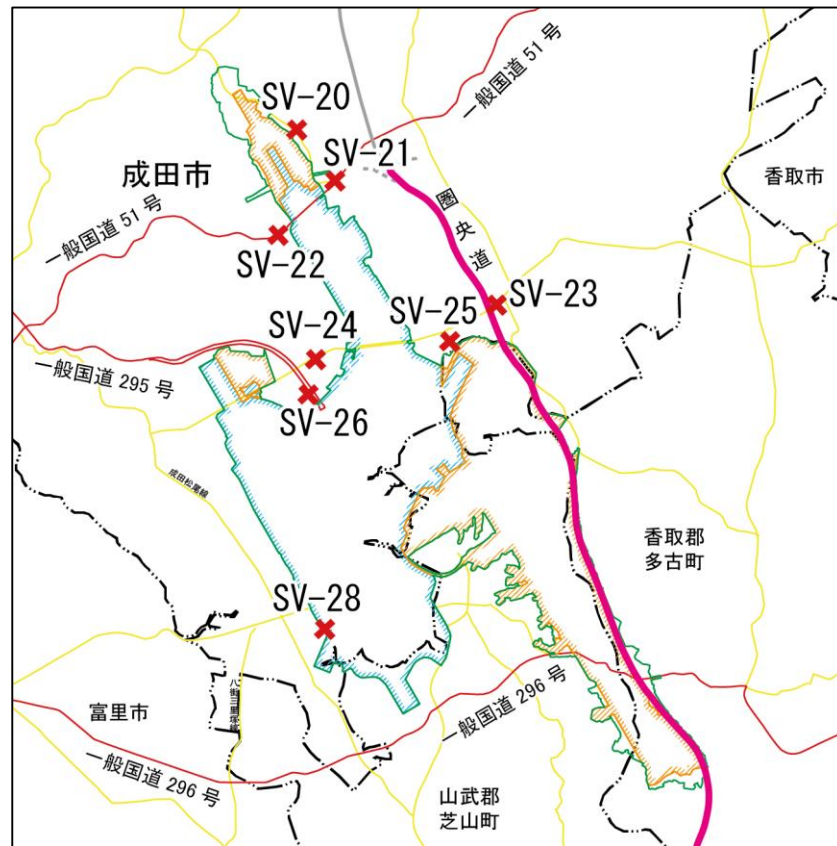 一般国道 51 号
SV-20
SV-21
成田市
香取市
圏
央
道
一般国道 51 号
SV-22
SV-25
SV-23
SV-24
一般国道 295 号
SV-26
成田松尾線
香取郡
多古町
SV-28
八街三里塚線
富里市
一般国道 296 号
一般国道 296 号
山武郡
芝山町